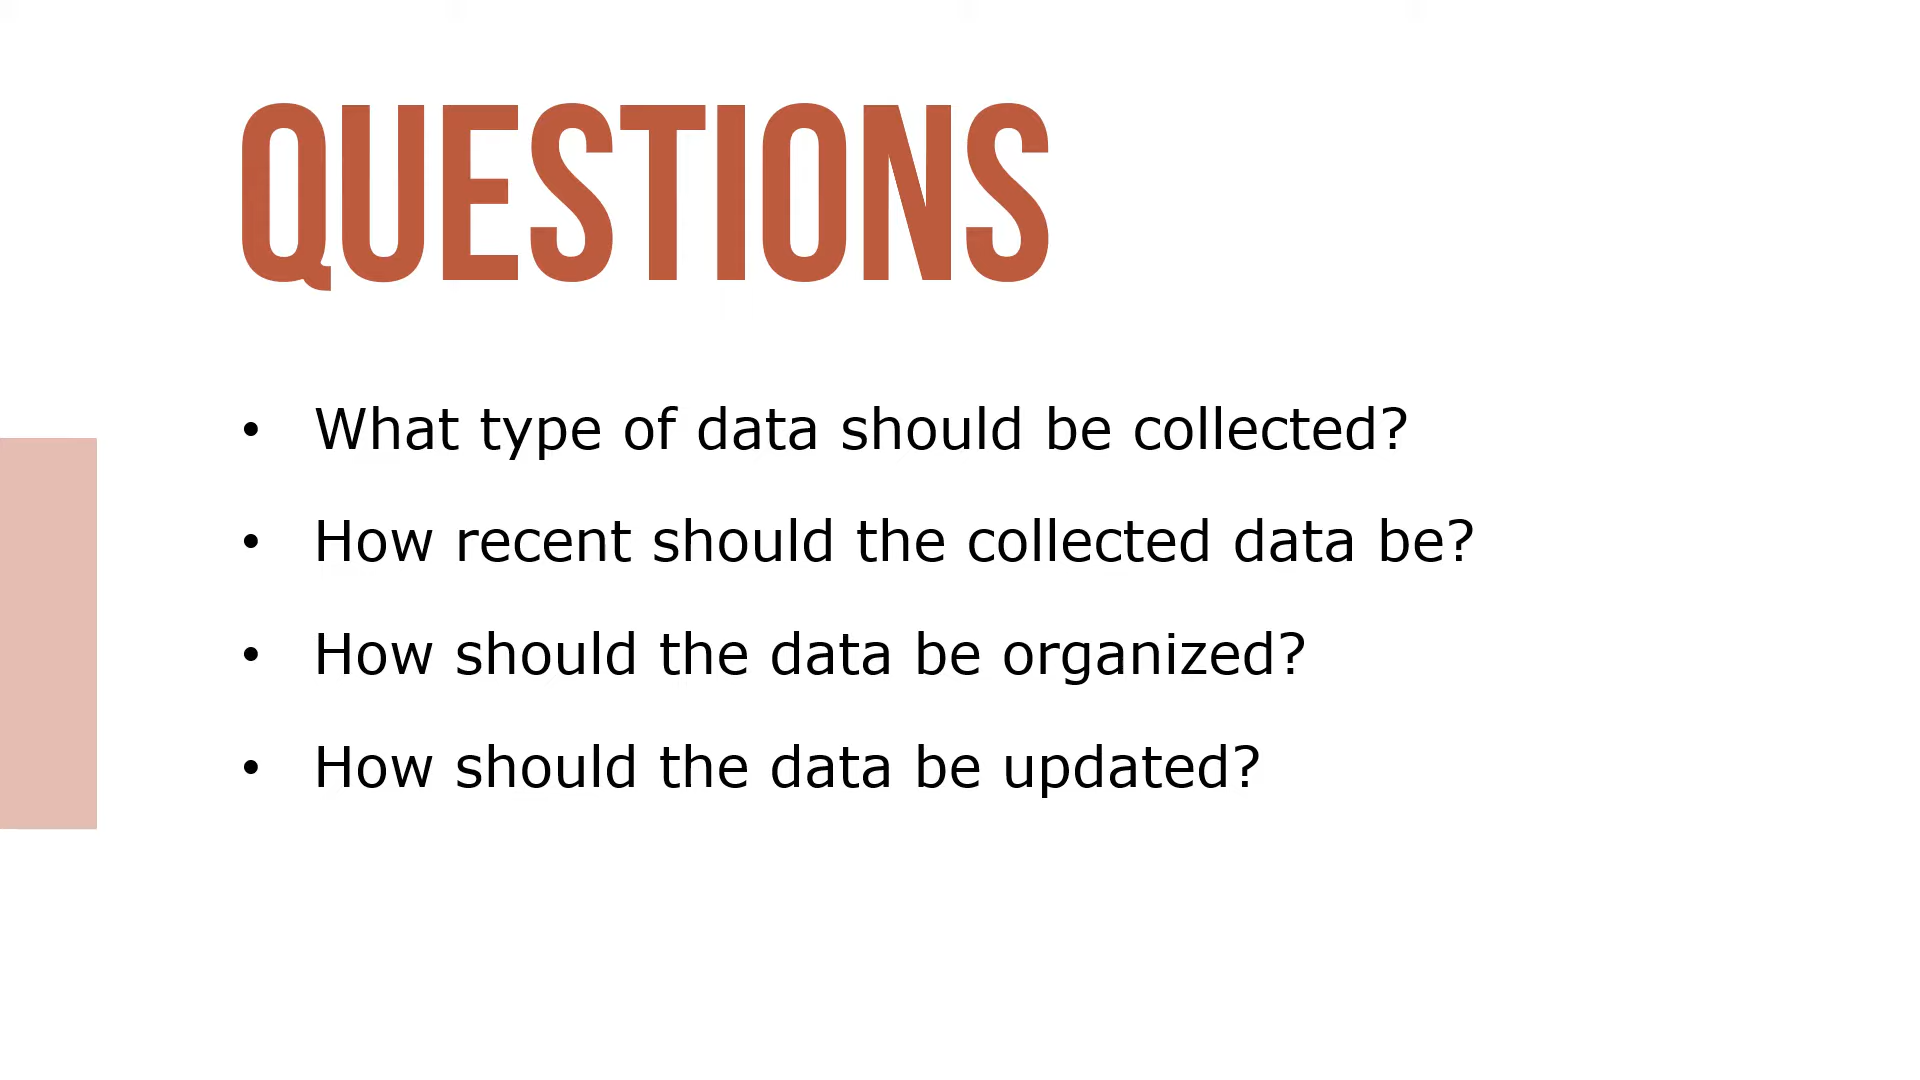 QUESTIONS
• What type of data should be collected?
• How recent should the collected data be?
• How should the data be organized?
• How should the data be updated?